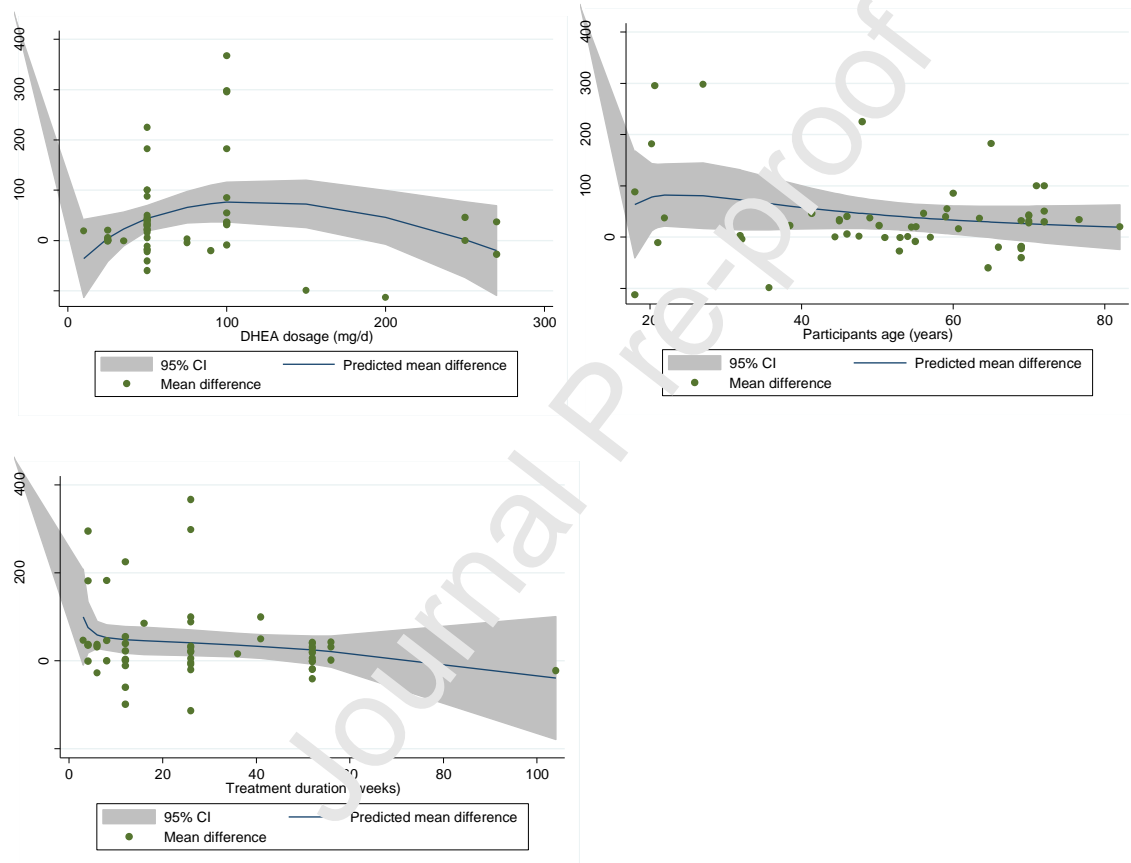 400
300
200
100
0
0 100 200 300
DHEA dosage (mg/d)
95% CI Predicted mean difference
Mean difference
400
300
200
100
0
20 40 60 80
Participants age (years)
95% CI Predicted mean difference
Mean difference
400
200
0
0 20 40 60 80 100
Treatment duration (weeks)
95% CI Predicted mean difference
Mean difference
Journal Pre-proof